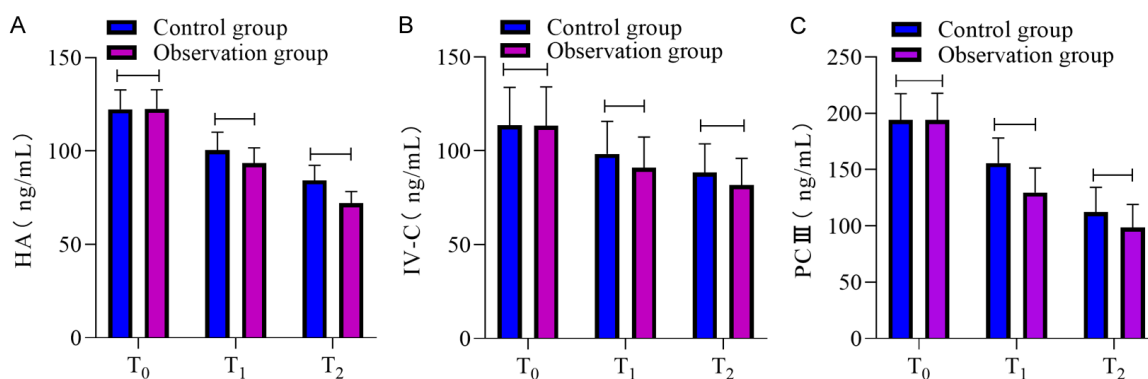 A
Control group
Observation group
HA( ng/mL)
150
100
50
0
T0
T1
T2
B
Control group
Observation group
IV-C( ng/mL)
150
100
50
0
T0
T1
T2
C
Control group
Observation group
PCⅢ( ng/mL)
250
200
150
100
50
0
T0
T1
T2